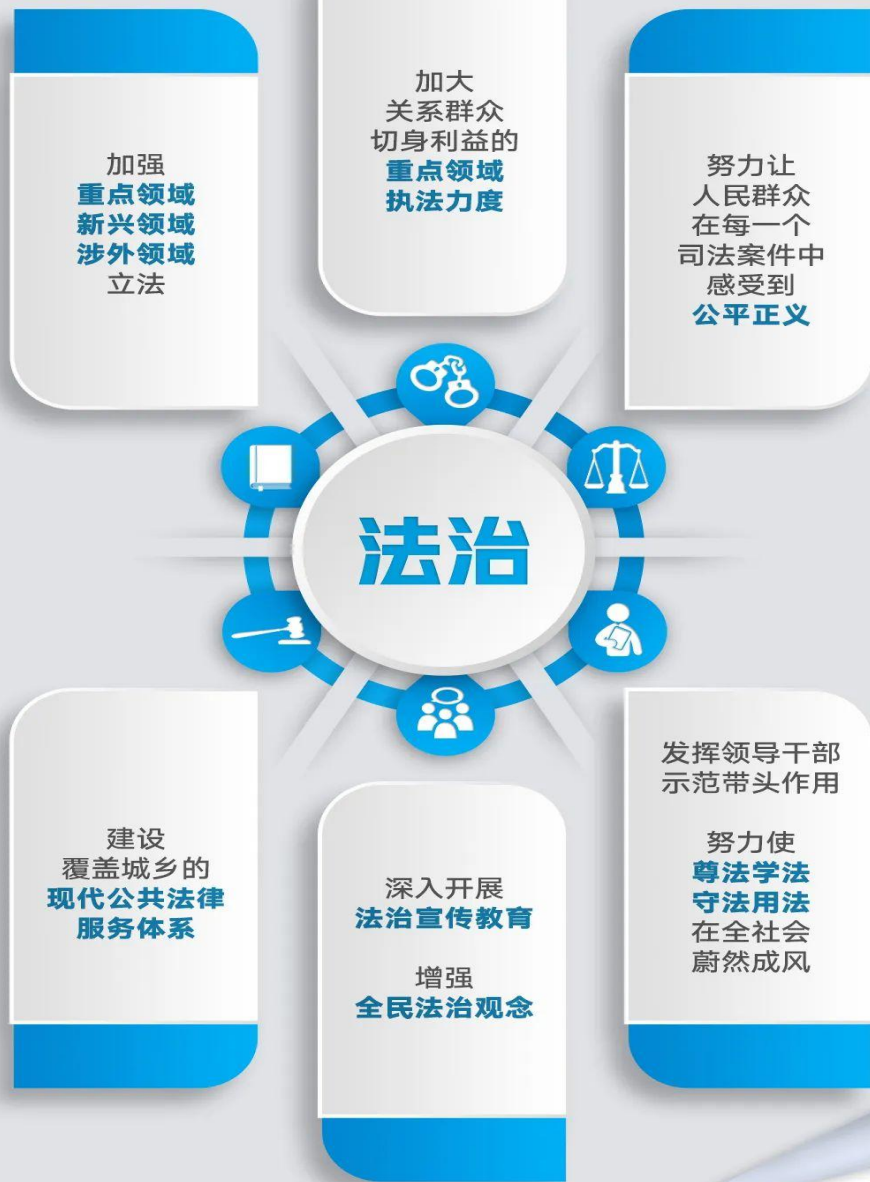 加强
重点领域
新兴领域
涉外领域
立法
加大
关系群众
切身利益的
重点领域
执法力度
努力让
人民群众
在每一个
司法案件中
感受到
公平正义
法治
建设
覆盖城乡的
现代公共法律
服务体系
深入开展
法治宣传教育
增强
全民法治观念
发挥领导干部
示范带头作用
努力使
尊法学法
守法用法
在全社会
蔚然成风